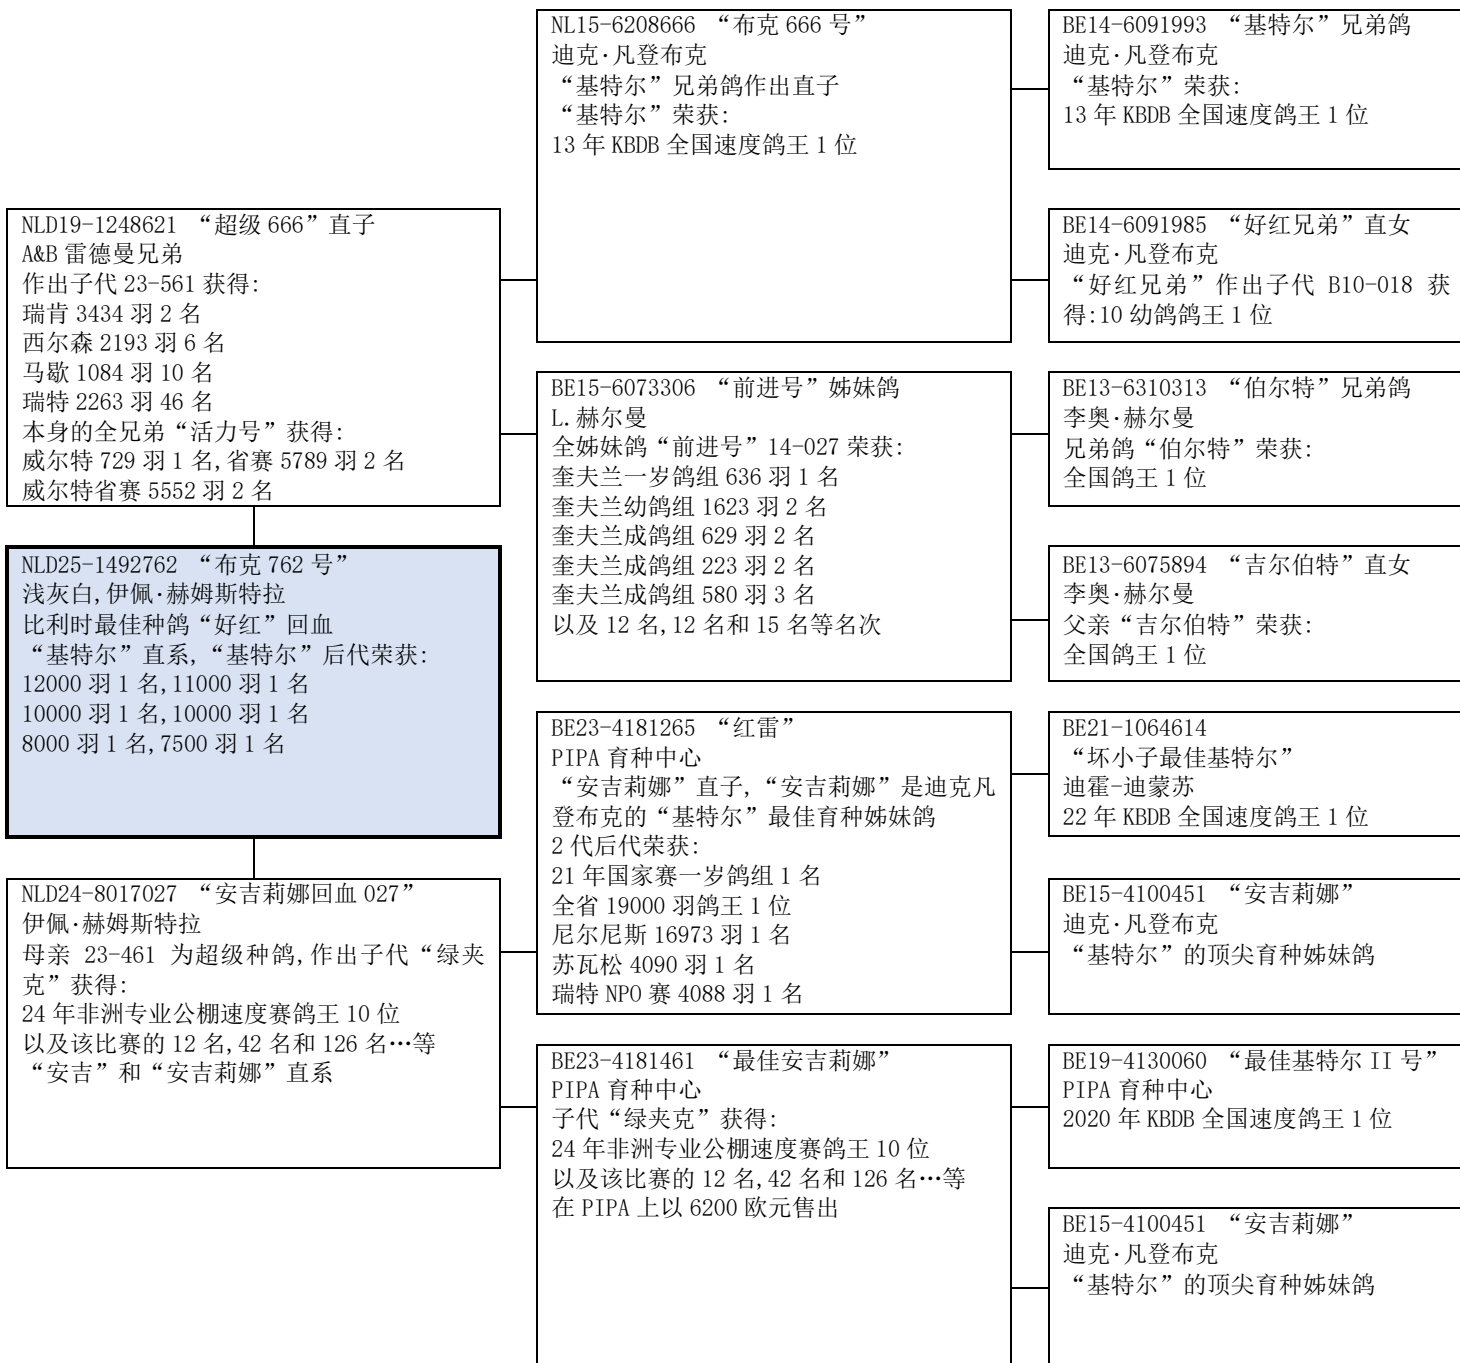 NL15-6208666 “布克 666 号”
迪克·凡登布克
“基特尔”兄弟鸽作出直子
“基特尔”荣获:
13 年 KBDB 全国速度鸽王 1 位
BE14-6091993 “基特尔”兄弟鸽
迪克·凡登布克
“基特尔”荣获:
13 年 KBDB 全国速度鸽王 1 位
NLD19-1248621 “超级 666”直子
A&B 雷德曼兄弟
作出子代 23-561 获得:
瑞肯 3434 羽 2 名
西尔森 2193 羽 6 名
马歇 1084 羽 10 名
瑞特 2263 羽 46 名
本身的全兄弟“活力号”获得:
威尔特 729 羽 1 名,省赛 5789 羽 2 名
威尔特省赛 5552 羽 2 名
BE14-6091985 “好红兄弟”直女
迪克·凡登布克
“好红兄弟”作出子代 B10-018 获
得:10 幼鸽鸽王 1 位
BE15-6073306 “前进号”姊妹鸽
L.赫尔曼
全姊妹鸽“前进号”14-027 荣获:
奎夫兰一岁鸽组 636 羽 1 名
奎夫兰幼鸽组 1623 羽 2 名
奎夫兰成鸽组 629 羽 2 名
奎夫兰成鸽组 223 羽 2 名
奎夫兰成鸽组 580 羽 3 名
以及 12 名,12 名和 15 名等名次
BE13-6310313 “伯尔特”兄弟鸽
李奥·赫尔曼
兄弟鸽“伯尔特”荣获:
全国鸽王 1 位
NLD25-1492762 “布克 762 号”
浅灰白,伊佩·赫姆斯特拉
比利时最佳种鸽“好红”回血
“基特尔”直系,“基特尔”后代荣获:
12000 羽 1 名,11000 羽 1 名
10000 羽 1 名,10000 羽 1 名
8000 羽 1 名,7500 羽 1 名
BE13-6075894 “吉尔伯特”直女
李奥·赫尔曼
父亲“吉尔伯特”荣获:
全国鸽王 1 位
BE23-4181265 “红雷”
PIPA 育种中心
“安吉莉娜”直子,“安吉莉娜”是迪克凡
登布克的“基特尔”最佳育种姊妹鸽
2 代后代荣获:
21 年国家赛一岁鸽组 1 名
全省 19000 羽鸽王 1 位
尼尔尼斯 16973 羽 1 名
苏瓦松 4090 羽 1 名
瑞特 NPO 赛 4088 羽 1 名
BE21-1064614
“坏小子最佳基特尔”
迪霍-迪蒙苏
22 年 KBDB 全国速度鸽王 1 位
NLD24-8017027 “安吉莉娜回血 027”
伊佩·赫姆斯特拉
母亲 23-461 为超级种鸽,作出子代“绿夹
克”获得:
24 年非洲专业公棚速度赛鸽王 10 位
以及该比赛的 12 名,42 名和 126 名…等
“安吉”和“安吉莉娜”直系
BE15-4100451 “安吉莉娜”
迪克·凡登布克
“基特尔”的顶尖育种姊妹鸽
BE23-4181461 “最佳安吉莉娜”
PIPA 育种中心
子代“绿夹克”获得:
24 年非洲专业公棚速度赛鸽王 10 位
以及该比赛的 12 名,42 名和 126 名…等
在 PIPA 上以 6200 欧元售出
BE19-4130060 “最佳基特尔 II 号”
PIPA 育种中心
2020 年 KBDB 全国速度鸽王 1 位
BE15-4100451 “安吉莉娜”
迪克·凡登布克
“基特尔”的顶尖育种姊妹鸽